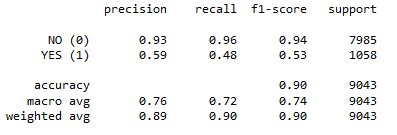 precision recall f1-score support
NO (0) 0.93 0.96 0.94 7985
YES (1) 0.59 0.48 0.53 1058
accuracy 0.90 9043
macro avg 0.76 0.72 0.74 9043
weighted avg 0.89 0.90 0.90 9043